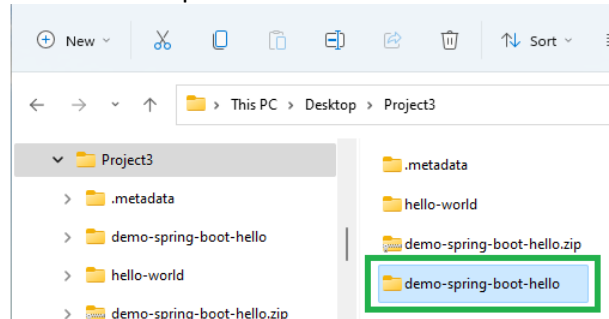 New
Sort
This PC > Desktop > Project3
Project3
.metadata
demo-spring-boot-hello
hello-world
demo-spring-boot-hello.zip
.metadata
hello-world
demo-spring-boot-hello.zip
demo-spring-boot-hello